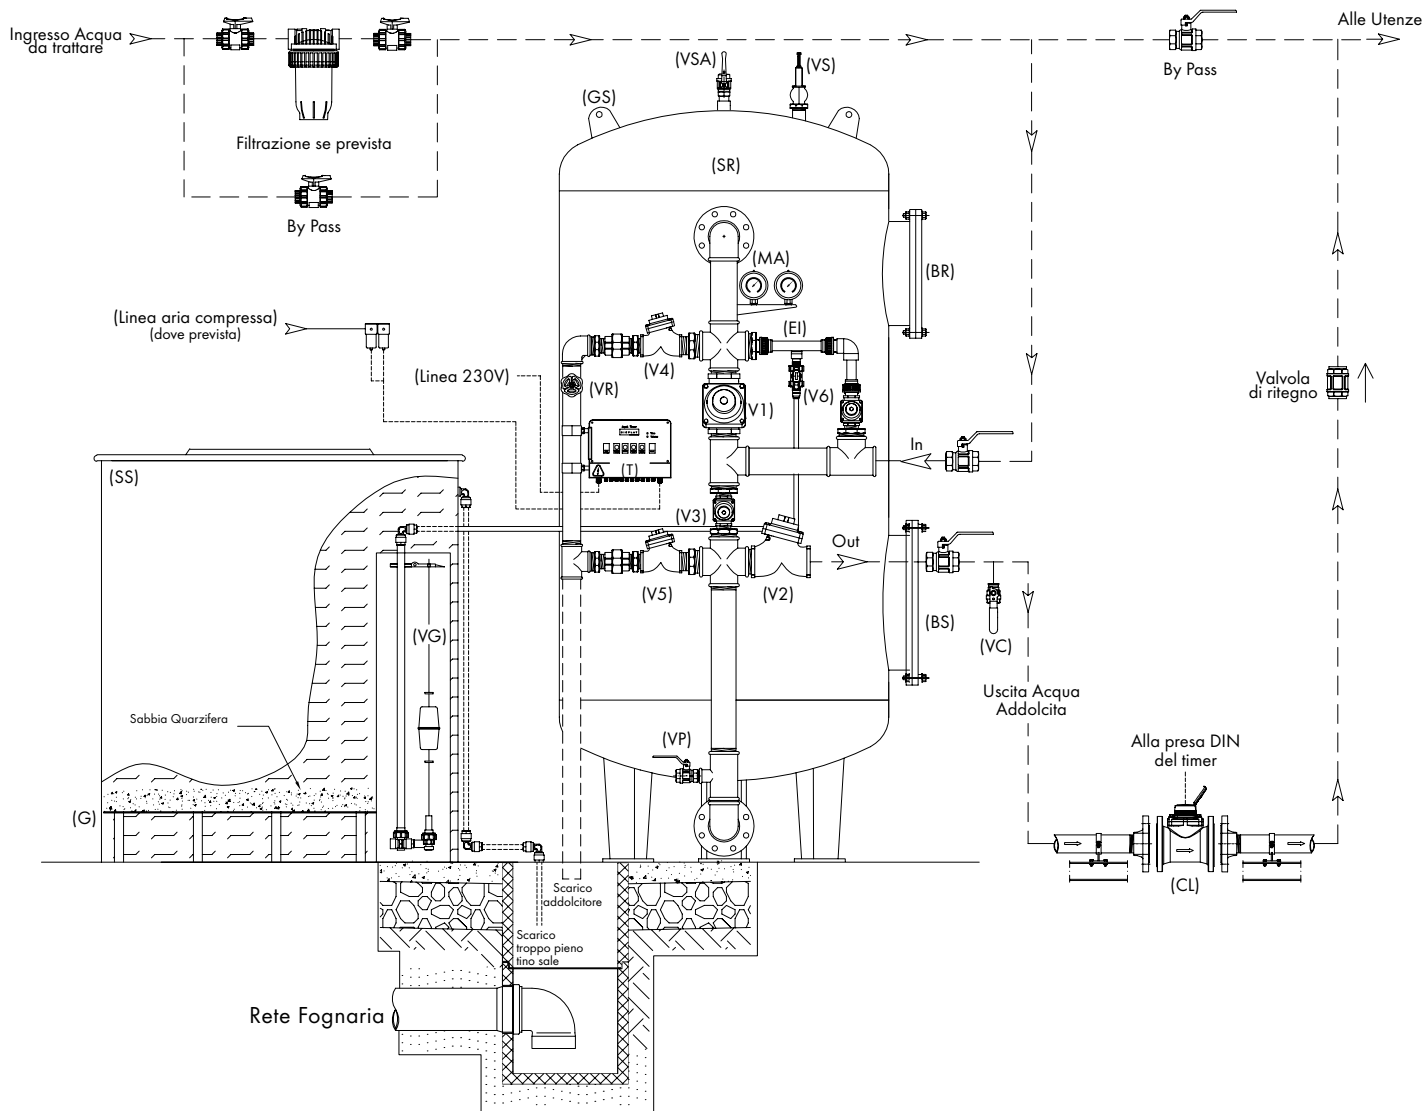 Ingresso Acqua
da trattare
Filtrazione se prevista
By Pass
(VSA)
(VS)
(GS)
(SR)
By Pass
Alle Utenze
(MA)
(BR)
(Linea aria compressa)
(dove prevista)
(EI)
(V4)
(Linea 230V)
(VR)
V1)
(V6)
Valvola
di ritegno
In
DISPLAY
(T)
(SS)
(V3)
Out
(V5)
(V2)
(BS)
(VC)
(VG)
Uscita Acqua
Addolcita
Sabbia Quarzifera
(VP)
Alla presa DIN
del timer
(G)
(CL)
Scarico
addolcitore
Scarico
troppo pieno
tino sale
Rete Fognaria